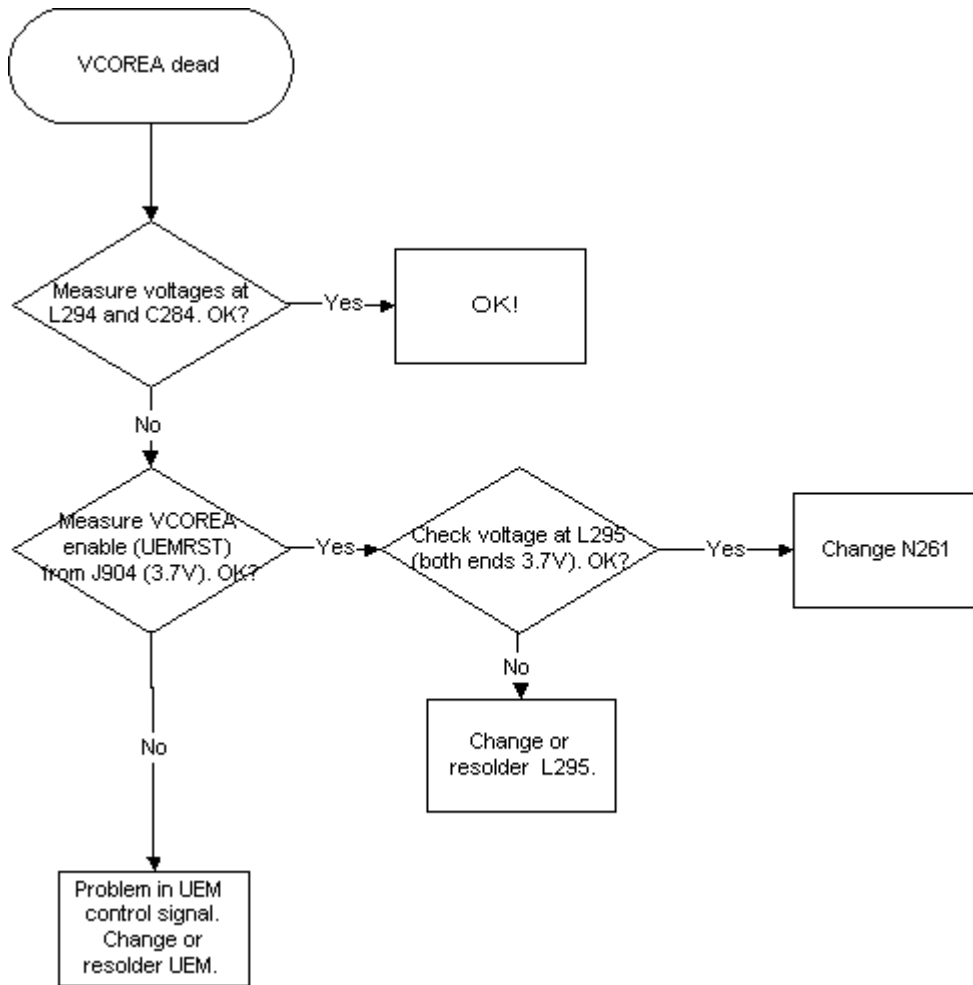 VCOREA dead
Measure voltages at
L294 and C284. OK?
Yes
OK!
No
Measure VCOREA
enable (UEMRST)
from J904 (3.7V). OK?
Yes
Check voltage at L295
(both ends 3.7V). OK?
Yes
Change N261
No
Change or
resolder L295.
No
Problem in UEM
control signal.
Change or
resolder UEM.